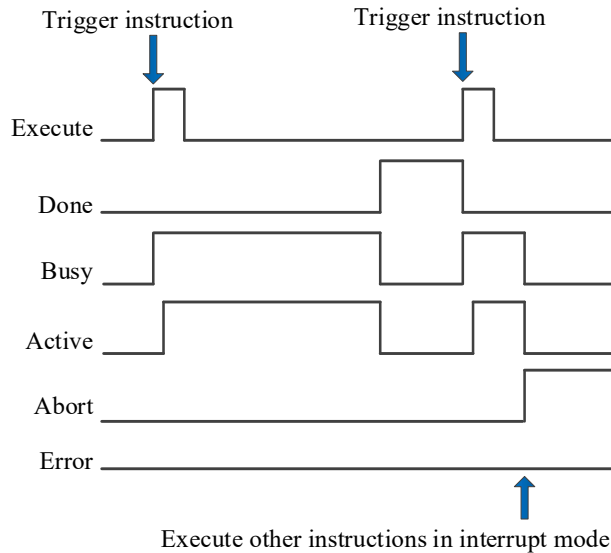 Trigger instruction
Trigger instruction
Execute
Done
Busy
Active
Abort
Error
Execute other instructions in interrupt mode